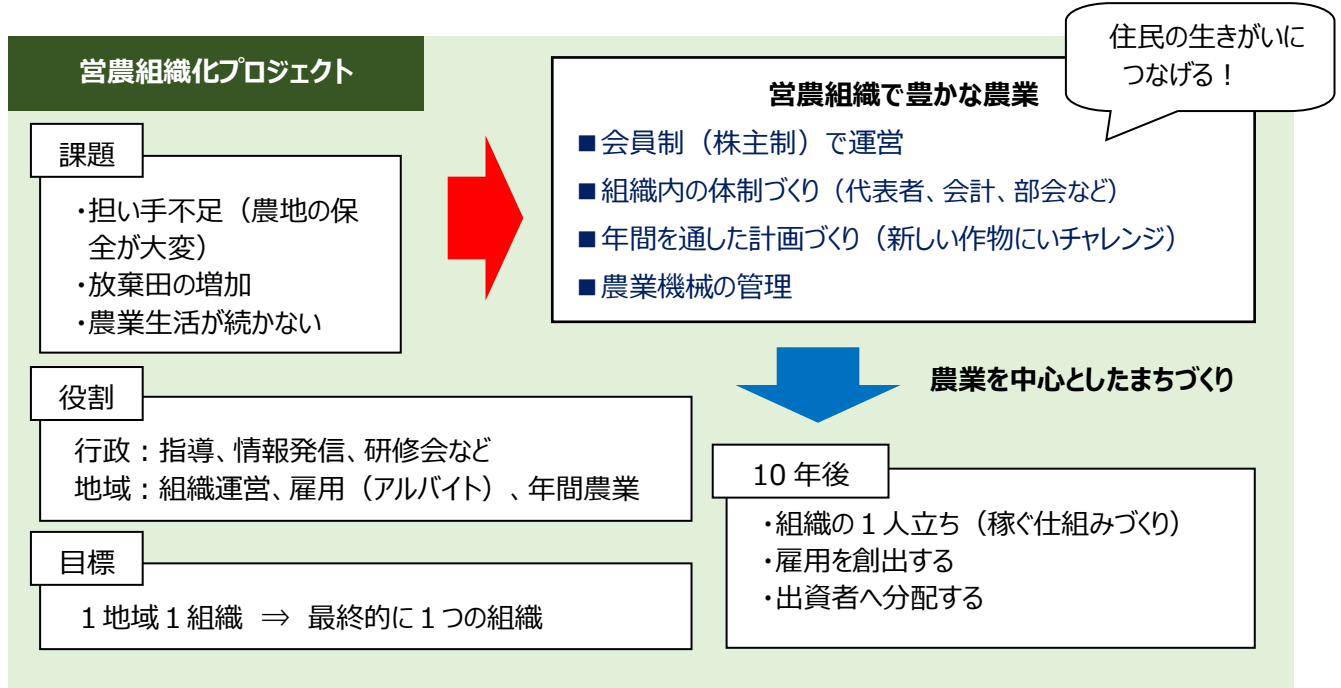 営農組織化プロジェクト
課題
・担い手不足（農地の保
全が大変）
・放棄田の増加
・農業生活が続かない
役割
行政：指導、情報発信、研修会など
地域：組織運営、雇用（アルバイト）、年間農業
目標
１地域１組織 ⇒ 最終的に１つの組織
住民の生きがいに
つなげる！
営農組織で豊かな農業
■会員制（株主制）で運営
■組織内の体制づくり（代表者、会計、部会など）
■年間を通した計画づくり（新しい作物にいチャレンジ）
■農業機械の管理
農業を中心としたまちづくり
10 年後
・組織の１人立ち（稼ぐ仕組みづくり）
・雇用を創出する
・出資者へ分配する